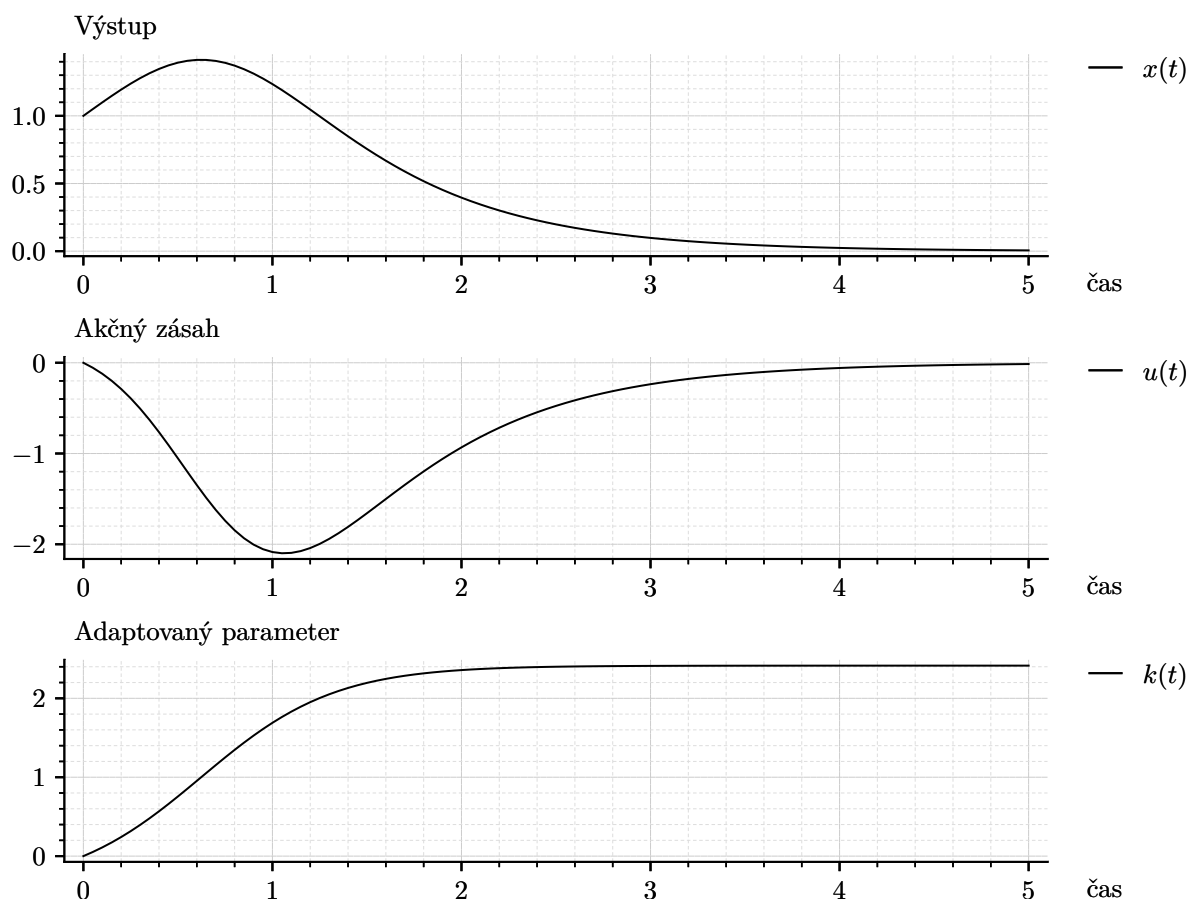 Výstup
x(t)
1.0
0.5
0.0
0 1 2 3 4 5 čas
Akčný zásah
u(t)
0
−1
−2
0 1 2 3 4 5 čas
Adaptovaný parameter
k(t)
2
1
0
0 1 2 3 4 5 čas